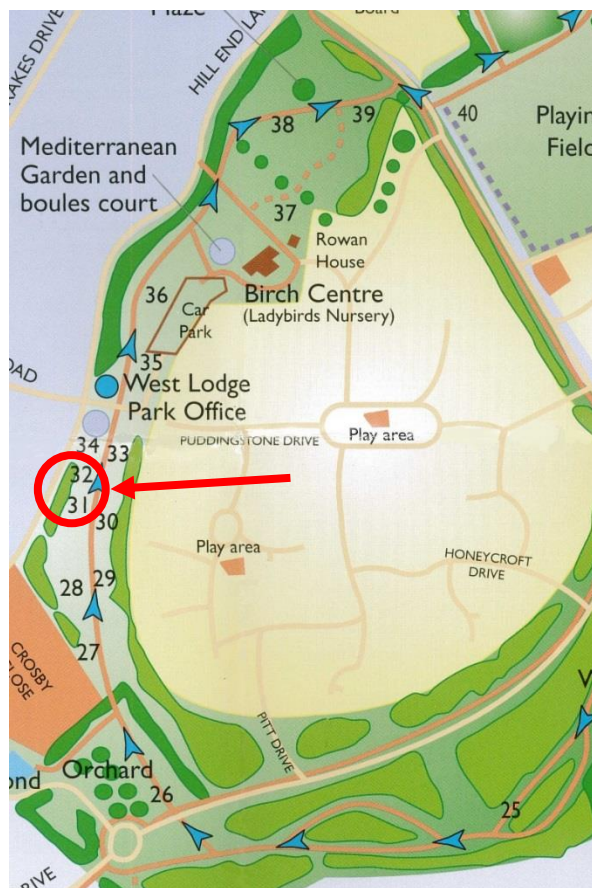 Maze
Board
AKES DRIVE
HILL END LA
38
39
40
Playin
Field
Mediterranean
Garden and
boules court
37
Rowan
House
36
Car
Park
Birch Centre
(Ladybirds Nursery)
35
OAD
West Lodge
Park Office
Play area
PUDDINGSTONE DRIVE
34
33
32
31
30
Play area
HONEYCROFT
DRIVE
29
28
27
CROSBY
LOSE
PITT DRIVE
ond
Orchard
26
25
RIVE